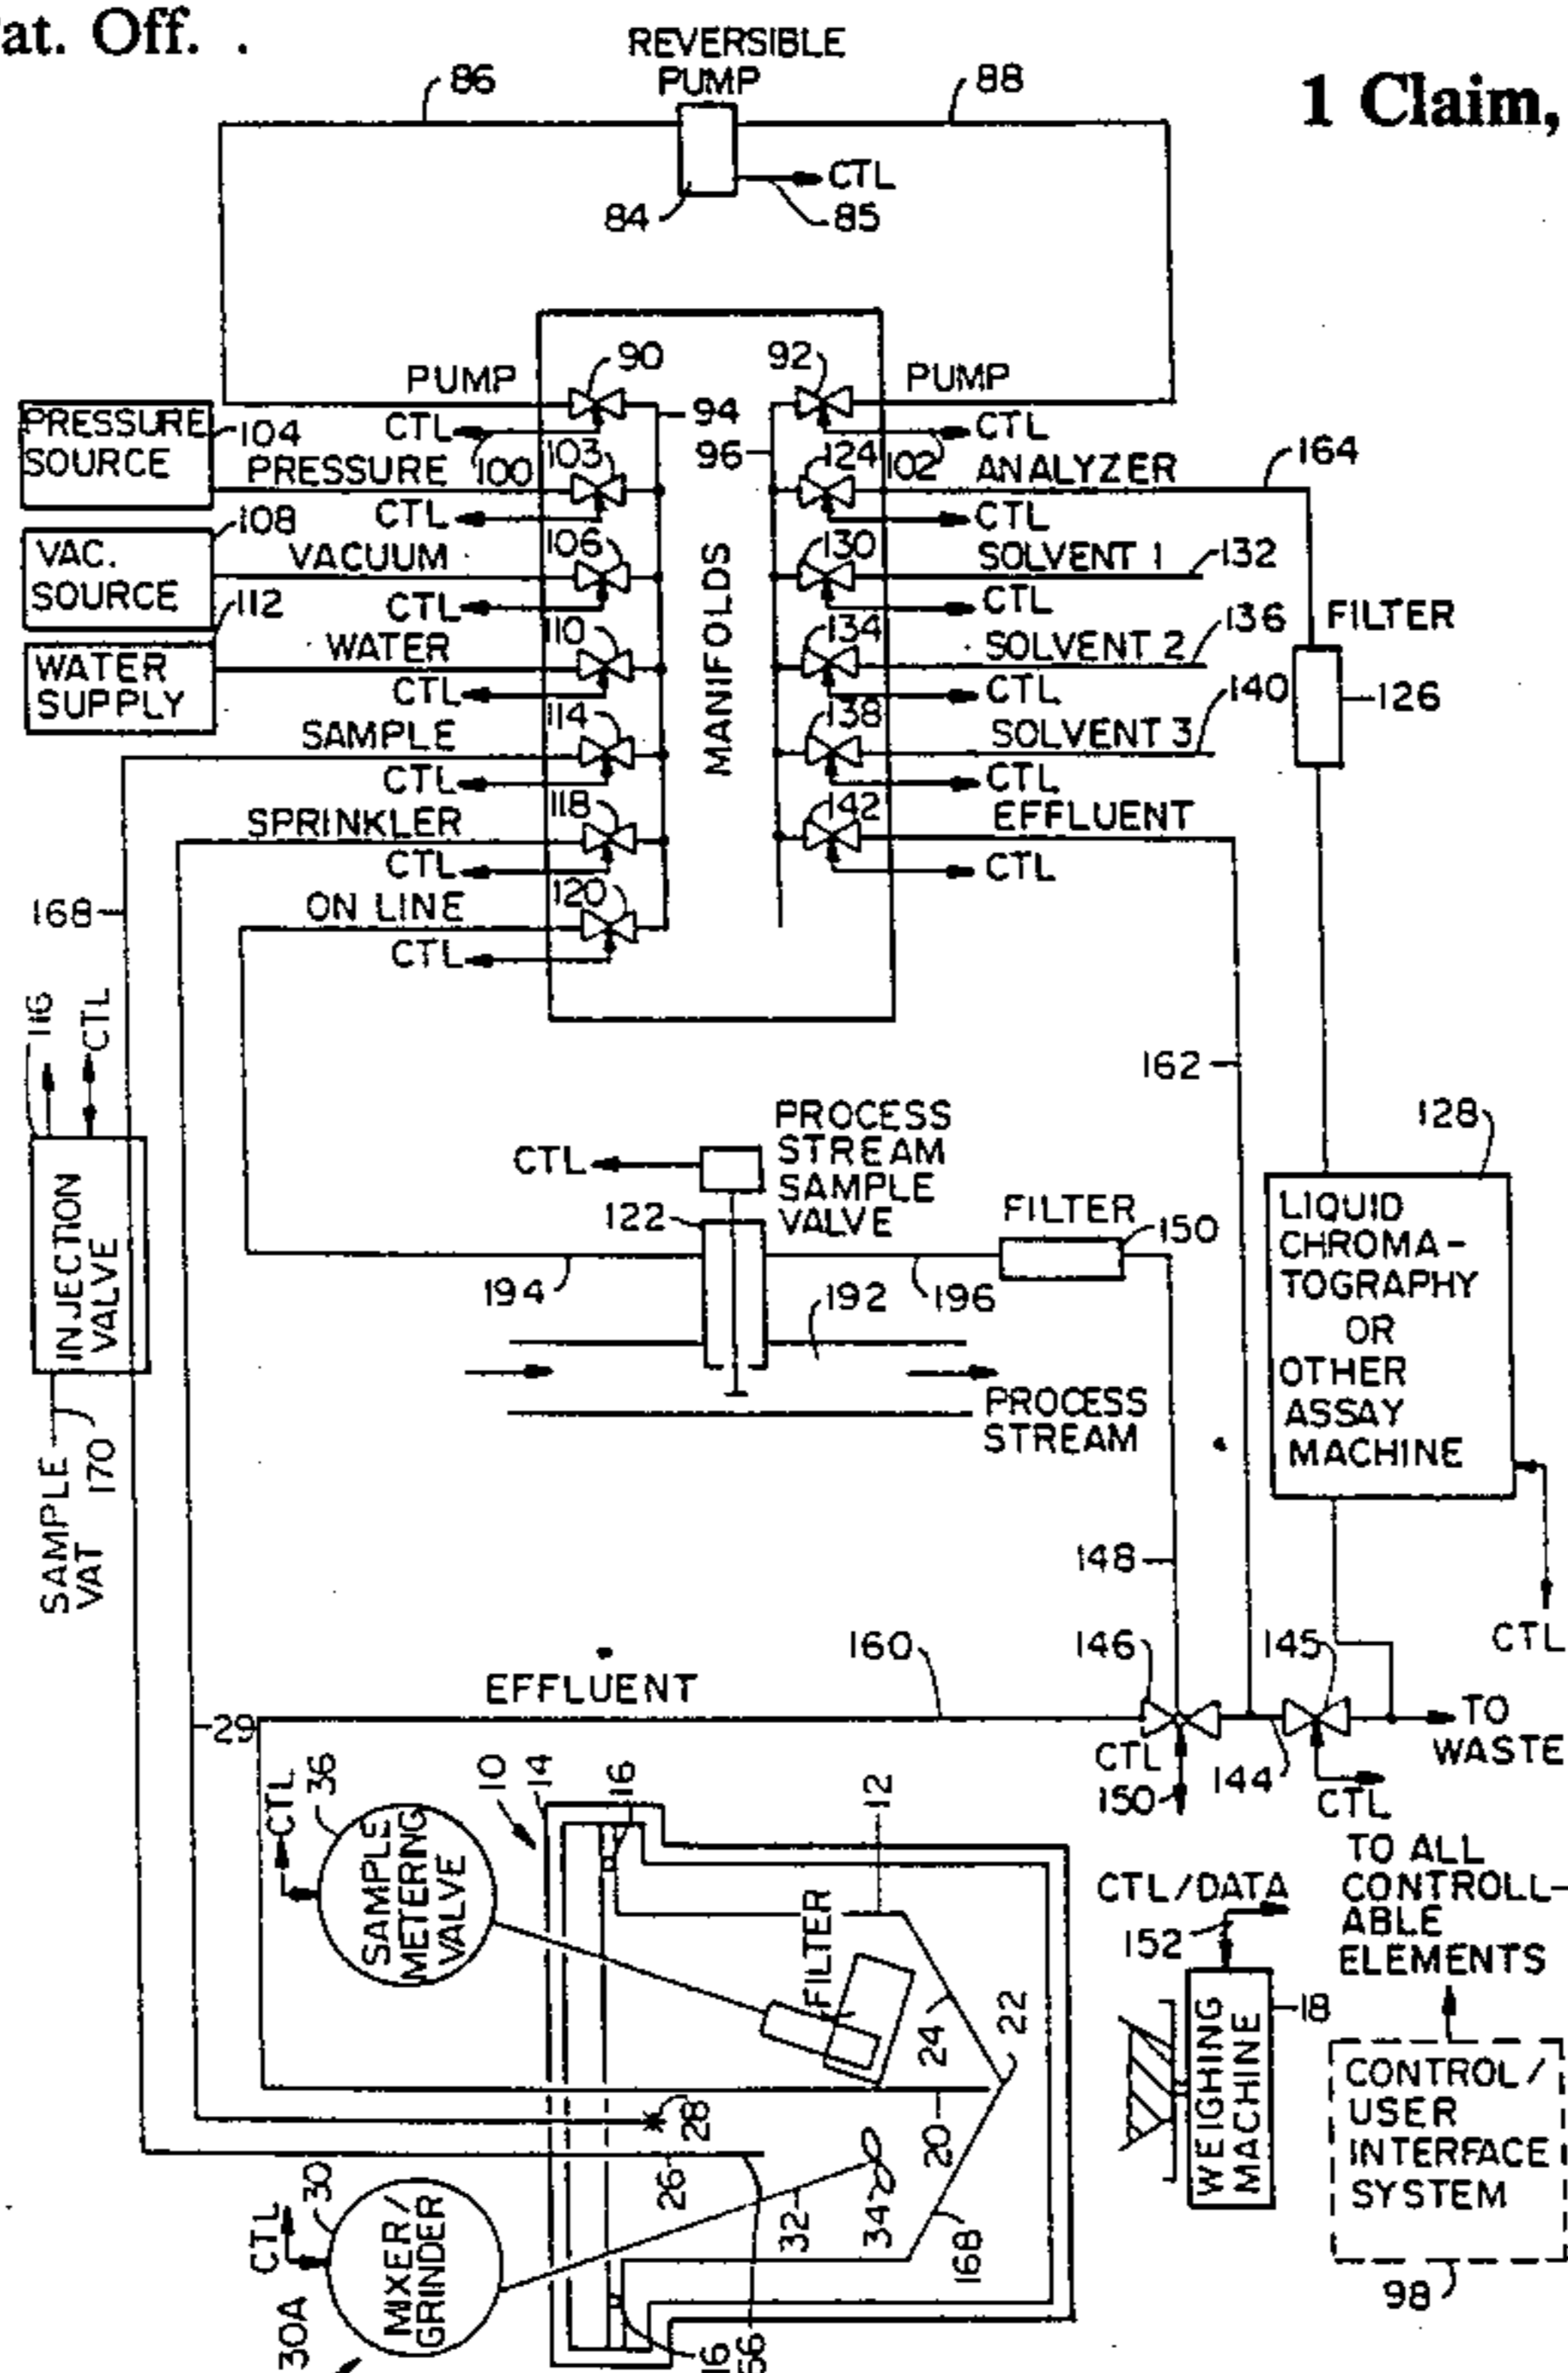 at. Off. .
1 Claim,
REVERSIBLE
PUMP
86
88
84
CTL
85
PUMP
90
92
PUMP
CTL
100
94
96
102
CTL
PRESSURE
SOURCE
104
PRESSURE
103
124
ANALYZER
164
CTL
CTL
VAC.
SOURCE
108
VACUUM
106
130
SOLVENT 1
132
CTL
CTL
WATER
SUPPLY
112
WATER
110
134
SOLVENT 2
136
CTL
CTL
FILTER
126
SAMPLE
114
138
SOLVENT 3
140
CTL
CTL
MANIFOLDS
SPRINKLER
118
142
EFFLUENT
CTL
CTL
ON LINE
120
CTL
168
116
CTL
INJECTION
VALVE
SAMPLE
VAT
170
162
PROCESS
STREAM
SAMPLE
VALVE
CTL
122
FILTER
150
194
196
192
PROCESS
STREAM
128
LIQUID
CHROMA-
TOGRAPHY
OR
OTHER
ASSAY
MACHINE
CTL
148
146
145
160
EFFLUENT
29
TO
WASTE
CTL
150
144
CTL
CTL
36
SAMPLE
METERING
VALVE
10
14
16
12
FILTER
24
22
20
28
26
32
34
168
16
166
CTL
30
MIXER/
GRINDER
30A
CTL/DATA
152
WEIGHING
MACHINE
18
TO ALL
CONTROLL-
ABLE
ELEMENTS
CONTROL/
USER
INTERFACE
SYSTEM
98